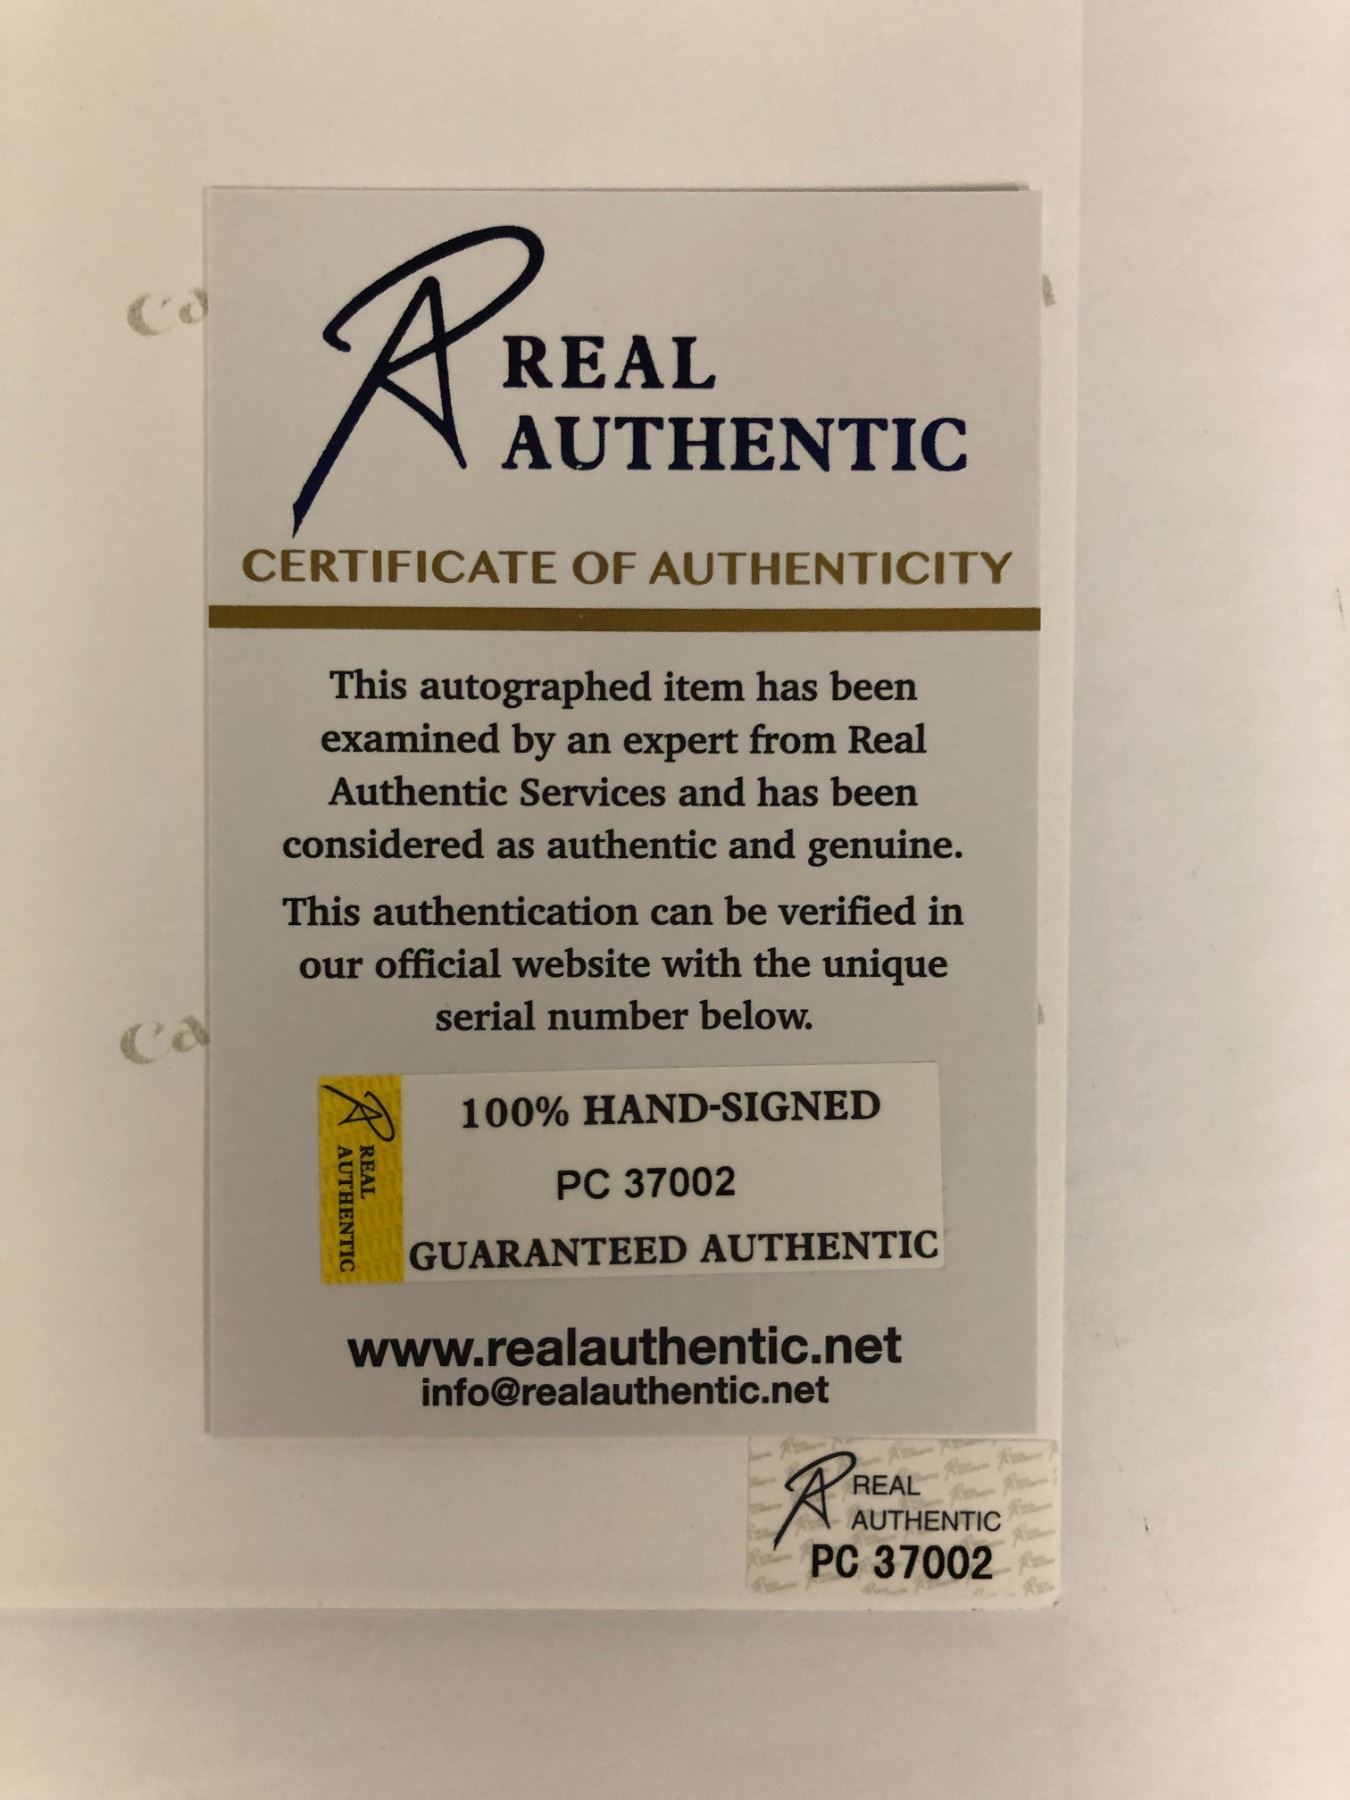 Ca
REAL
AUTHENTIC
CERTIFICATE OF AUTHENTICITY
This autographed item has been
examined by an expert from Real
Authentic Services and has been
considered as authentic and genuine.
This authentication can be verified in
our official website with the unique
serial number below.
Ca
REAL
AUTHENTIC
100% HAND-SIGNED
PC 37002
GUARANTEED AUTHENTIC
www.realauthentic.net
info@realauthentic.net
REAL
AUTHENTIC
PC 37002